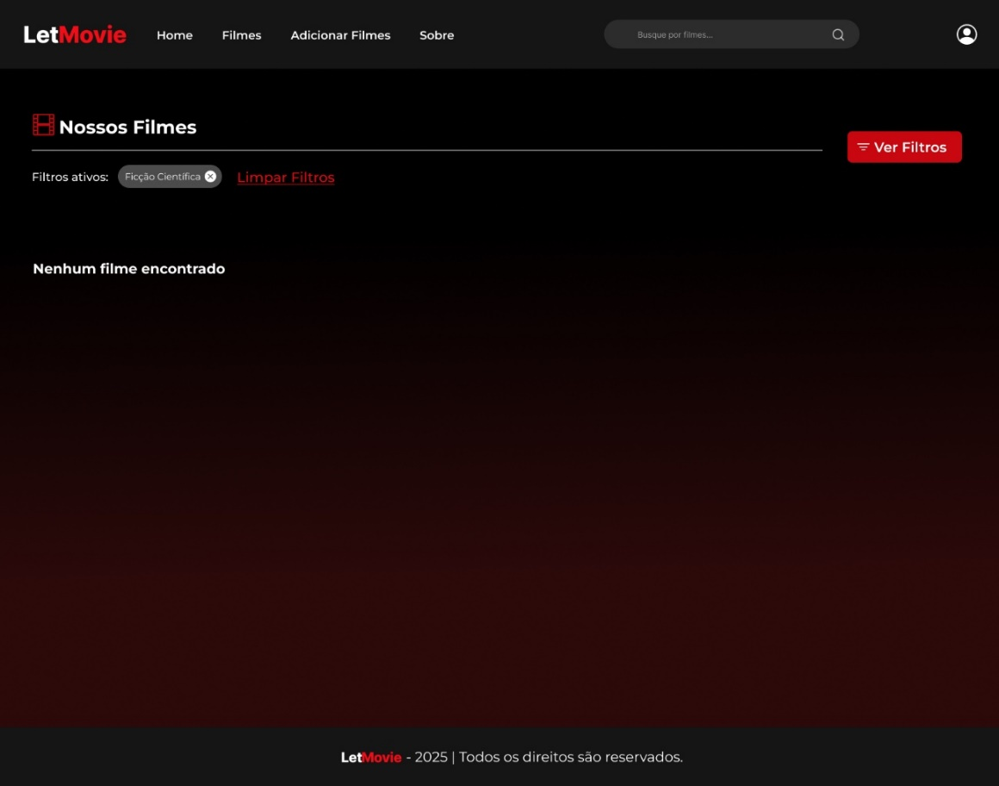 LetMovie Home Filmes Adicionar Filmes Sobre Busque por filmes...
Nossos Filmes
Ver Filtros
Filtros ativos: Ficção Científica Limpar Filtros
Nenhum filme encontrado
LetMovie - 2025 | Todos os direitos são reservados.